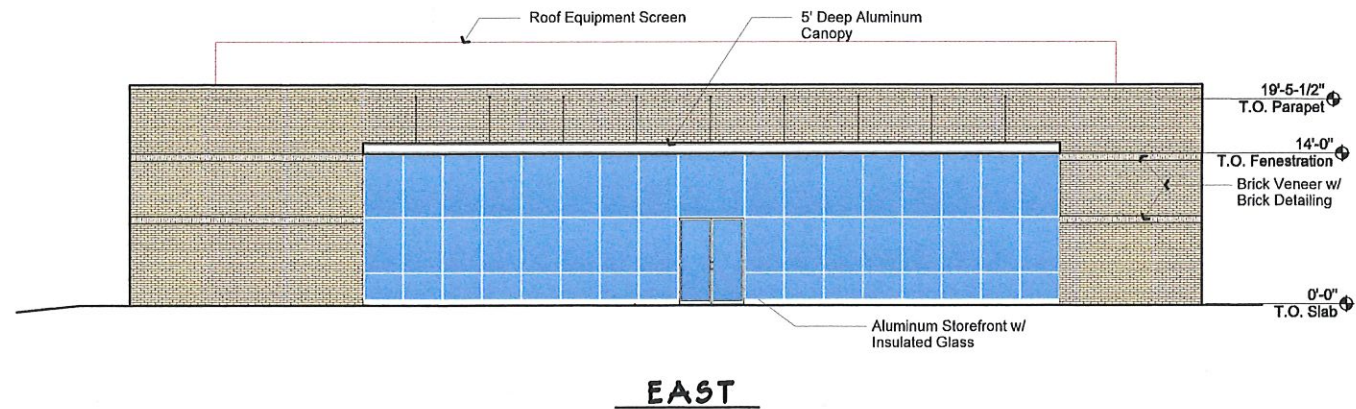 Roof Equipment Screen
5' Deep Aluminum
Canopy
19'-5-1/2"
T.O. Parapet
14'-0"
T.O. Fenestration
Brick Veneer w/
Brick Detailing
0'-0"
T.O. Slab
Aluminum Storefront w/
Insulated Glass
EAST